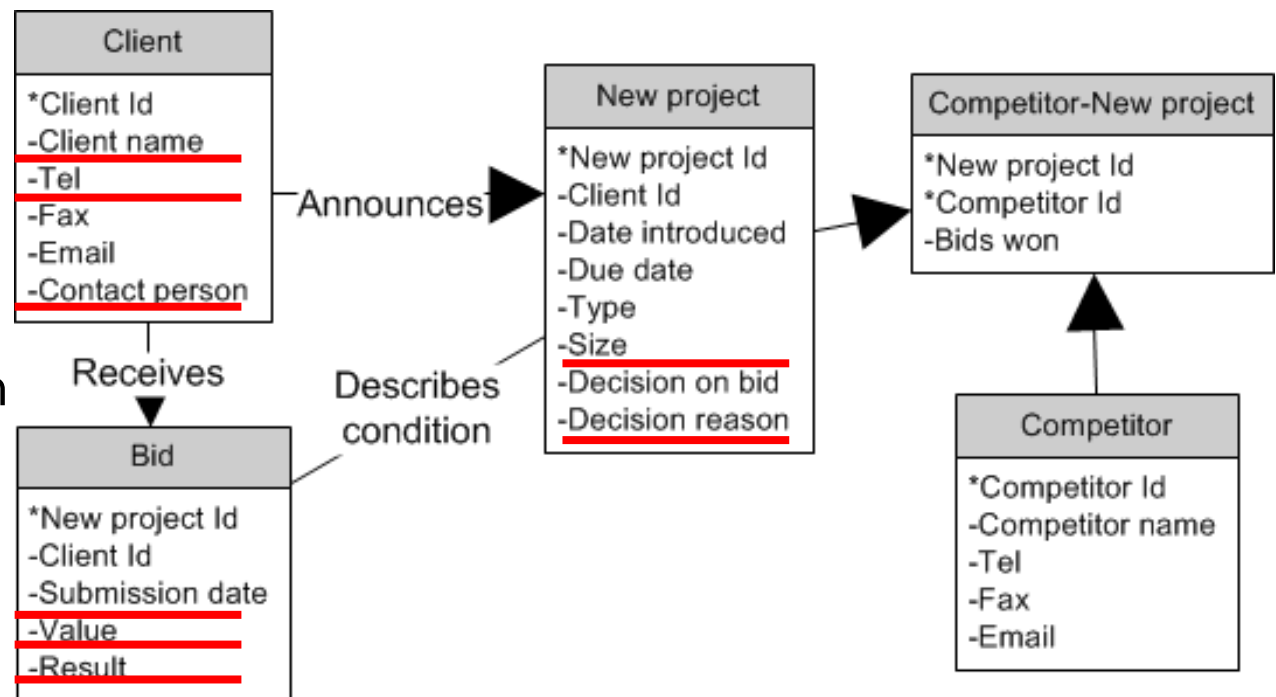 Client
*Client Id
-Client name
-Tel
-Fax
-Email
-Contact person
Announces
New project
*New project Id
-Client Id
-Date introduced
-Due date
-Type
-Size
-Decision on bid
-Decision reason
Competitor-New project
*New project Id
*Competitor Id
-Bids won
Receives
n
Describes
condition
Bid
*New project Id
-Client Id
-Submission date
-Value
-Result
Competitor
*Competitor Id
-Competitor name
-Tel
-Fax
-Email